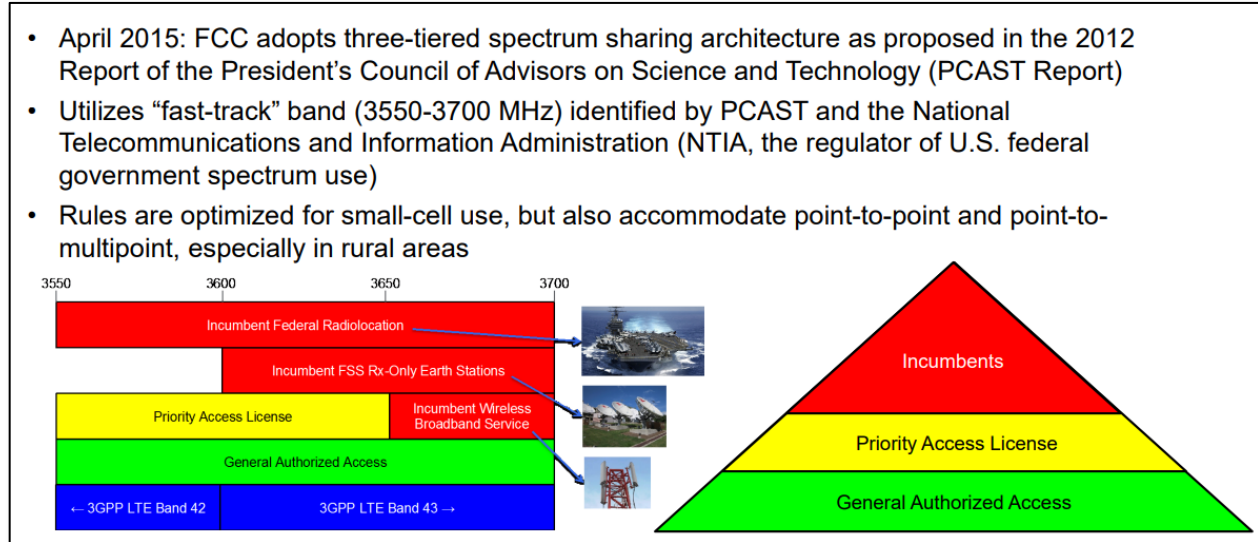 • April 2015: FCC adopts three-tiered spectrum sharing architecture as proposed in the 2012
Report of the President’s Council of Advisors on Science and Technology (PCAST Report)
• Utilizes “fast-track” band (3550-3700 MHz) identified by PCAST and the National
Telecommunications and Information Administration (NTIA, the regulator of U.S. federal
government spectrum use)
• Rules are optimized for small-cell use, but also accommodate point-to-point and point-to-
multipoint, especially in rural areas
3550 3600 3650 3700
Incumbent Federal Radiolocation
Incumbent FSS Rx-Only Earth Stations
Priority Access License
Incumbent Wireless
Broadband Service
General Authorized Access
← 3GPP LTE Band 42
3GPP LTE Band 43 →
Incumbents
Priority Access License
General Authorized Access